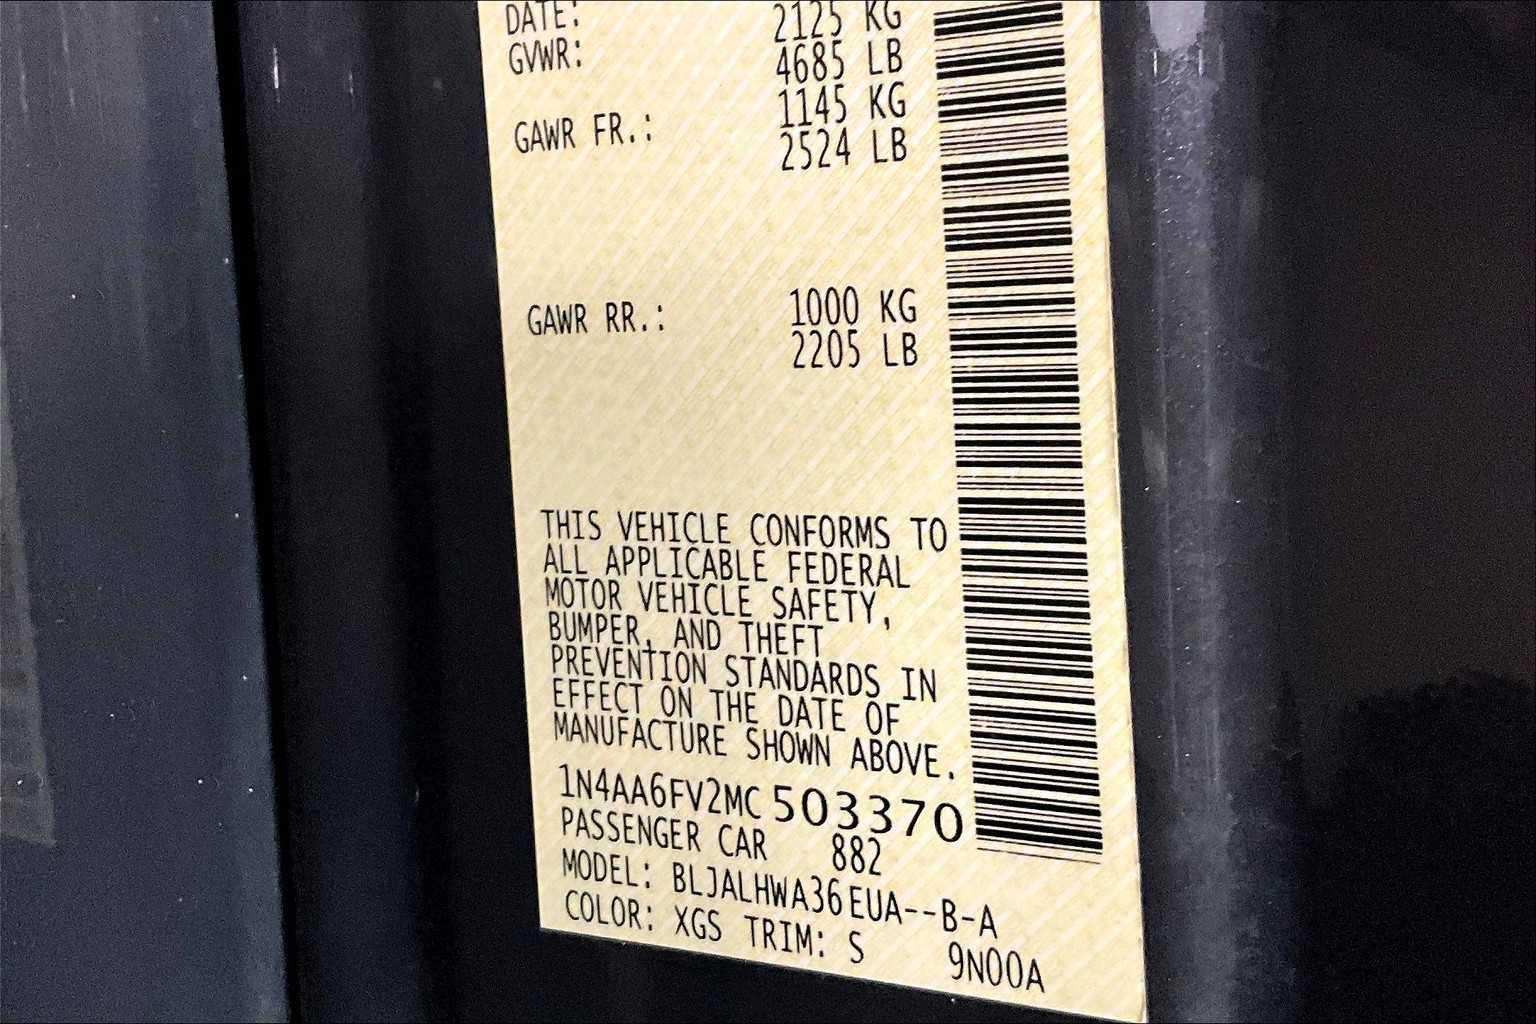 DATE:
GVWR: 2125 KG
4685 LB
GAWR FR.: 1145 KG
2524 LB
GAWR RR.: 1000 KG
2205 LB
THIS VEHICLE CONFORMS TO
ALL APPLICABLE FEDERAL
MOTOR VEHICLE SAFETY,
BUMPER, AND THEFT
PREVENTION STANDARDS IN
EFFECT ON THE DATE OF
MANUFACTURE SHOWN ABOVE.
1N4AA6FV2MC503370
PASSENGER CAR 882
MODEL: BLJALHWA36EUA--B-A
COLOR: XGS TRIM: S 9N00A